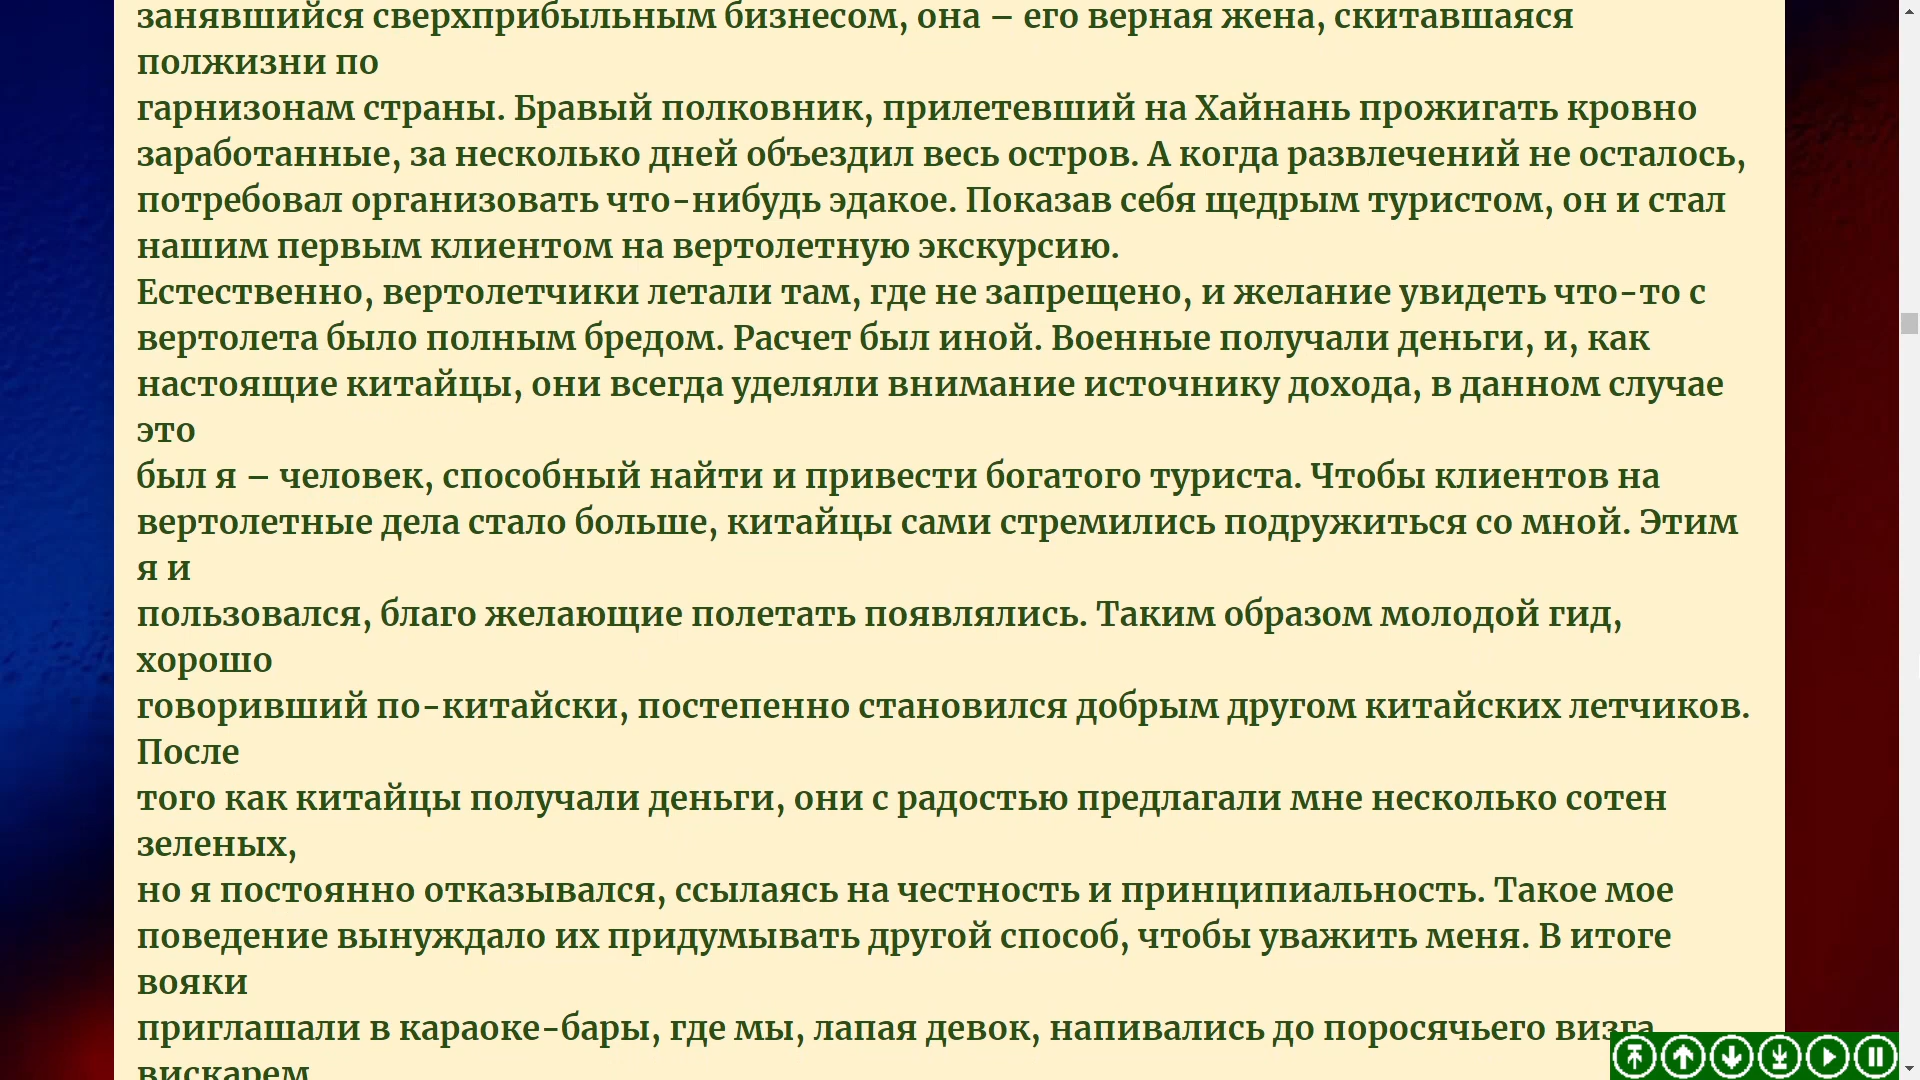 занявшийся сверхприбыльным бизнесом, она – его верная жена, скитавшаяся
полжизни по
гарнизонам страны. Бравый полковник, прилетевший на Хайнань прожигать кровно
заработанные, за несколько дней объездил весь остров. А когда развлечений не осталось,
потребовал организовать что-нибудь эдакое. Показав себя щедрым туристом, он и стал
нашим первым клиентом на вертолетную экскурсию.
Естественно, вертолетчики летали там, где не запрещено, и желание увидеть что-то с
вертолета было полным бредом. Расчет был иной. Военные получали деньги, и, как
настоящие китайцы, они всегда уделяли внимание источнику дохода, в данном случае
это
был я – человек, способный найти и привести богатого туриста. Чтобы клиентов на
вертолетные дела стало больше, китайцы сами стремились подружиться со мной. Этим
я и
пользовался, благо желающие полетать появлялись. Таким образом молодой гид,
хорошо
говоривший по-китайски, постепенно становился добрым другом китайских летчиков.
После
того как китайцы получали деньги, они с радостью предлагали мне несколько сотен
зеленых,
но я постоянно отказывался, ссылаясь на честность и принципиальность. Такое мое
поведение вынуждало их придумывать другой способ, чтобы уважить меня. В итоге
вояки
приглашали в караоке-бары, где мы, лапая девок, напивались до поросячьего визга
вискарем